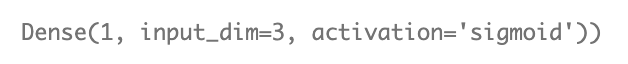 Dense(1, input_dim=3, activation='sigmoid'))